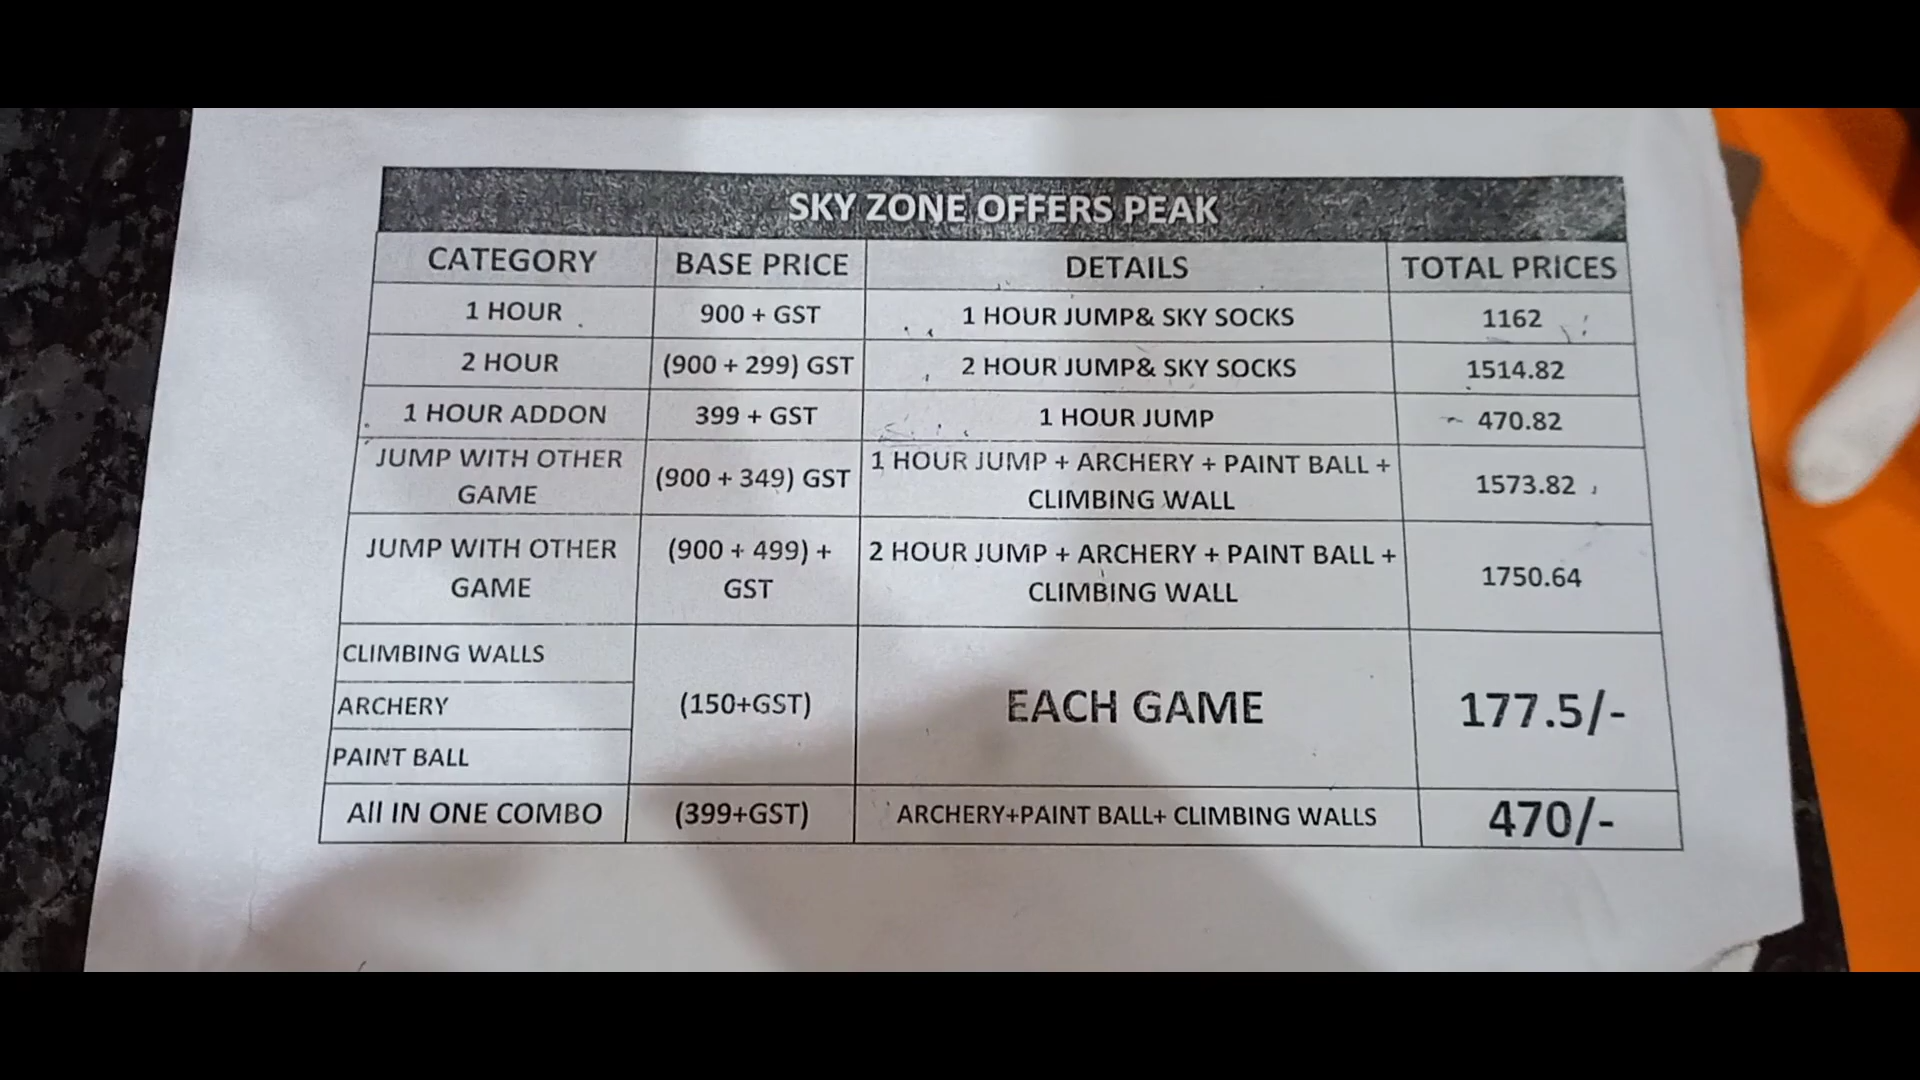 SKY ZONE OFFERS PEAK
CATEGORY BASE PRICE DETAILS TOTAL PRICES
1 HOUR 900 + GST 1 HOUR JUMP& SKY SOCKS 1162
2 HOUR (900 + 299) GST 2 HOUR JUMP& SKY SOCKS 1514.82
1 HOUR ADDON 399 + GST 1 HOUR JUMP 470.82
JUMP WITH OTHER
GAME
(900 + 349) GST
1 HOUR JUMP + ARCHERY + PAINT BALL +
CLIMBING WALL
1573.82
JUMP WITH OTHER
GAME
(900 + 499) +
GST
2 HOUR JUMP + ARCHERY + PAINT BALL +
CLIMBING WALL
1750.64
CLIMBING WALLS
ARCHERY
PAINT BALL
(150+GST)
EACH GAME
177.5/-
All IN ONE COMBO (399+GST) ARCHERY+PAINT BALL+ CLIMBING WALLS 470/-